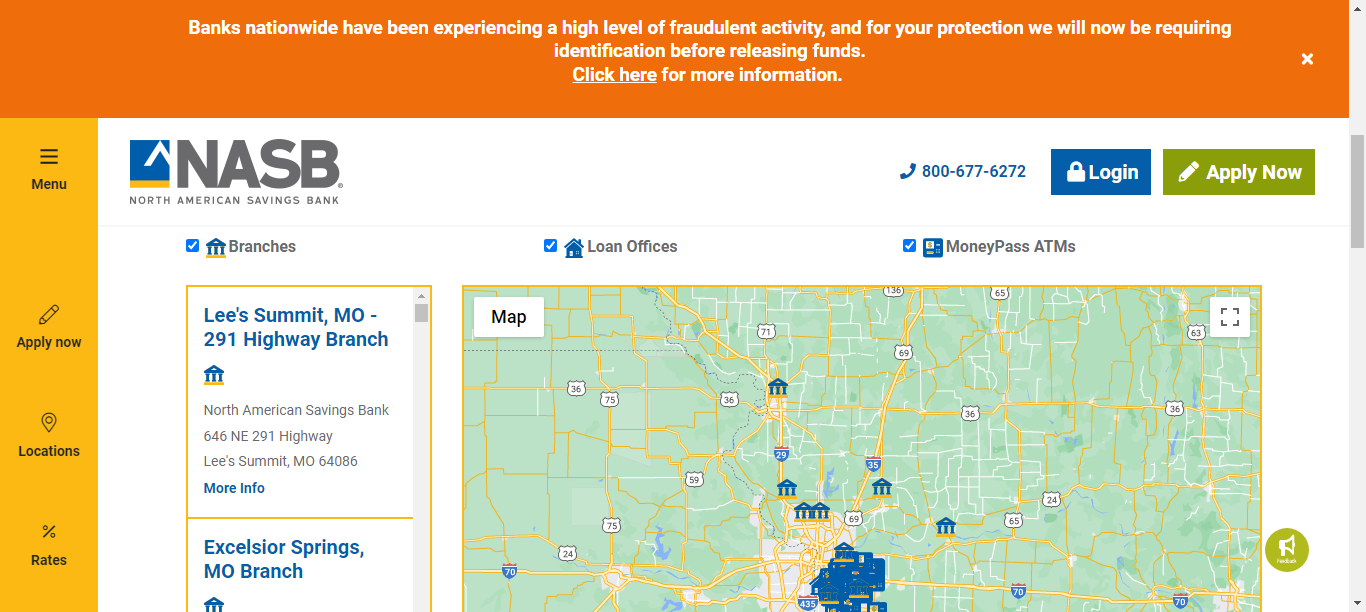 Banks nationwide have been experiencing a high level of fraudulent activity, and for your protection we will now be requiring
identification before releasing funds.
Click here for more information.
Menu
NASB
NORTH AMERICAN SAVINGS BANK
800-677-6272
Login
Apply Now
Branches
Loan Offices
MoneyPass ATMs
Apply now
Locations
Rates
Lee's Summit, MO -
291 Highway Branch
North American Savings Bank
646 NE 291 Highway
Lee's Summit, MO 64086
More Info
Excelsior Springs,
MO Branch
Map
136
65
71
63
69
36
75
36
36
36
29
35
59
24
75
69
65
24
70
435
70
70
Feedback